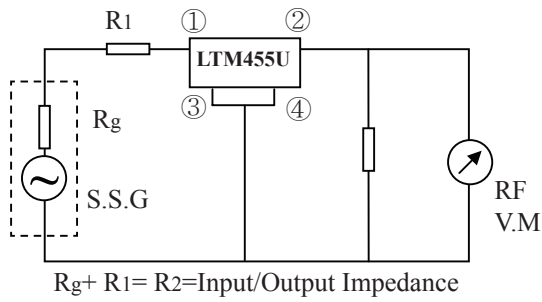 R1
①
②
LTM455U
③
④
Rg
S.S.G
RF
V.M
Rg+ R1= R2=Input/Output Impedance